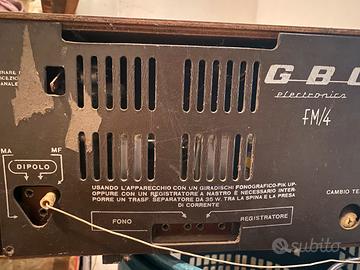 GBC
electronics
FM/4
MA
MF
DIPOLO
USANDO L'APPARECCHIO CON UN GIRADISCHI FONOGRAFICO-PIK UP-
OPPURE CON UN REGISTRATORE A NASTRO È NECESSARIO INTER-
PORRE UN TRASF. SEPARATORE DA 35 W. TRA LA SPINA E LA PRESA
DI CORRENTE
FONO
REGISTRATORE
CAMBIO TE
subito